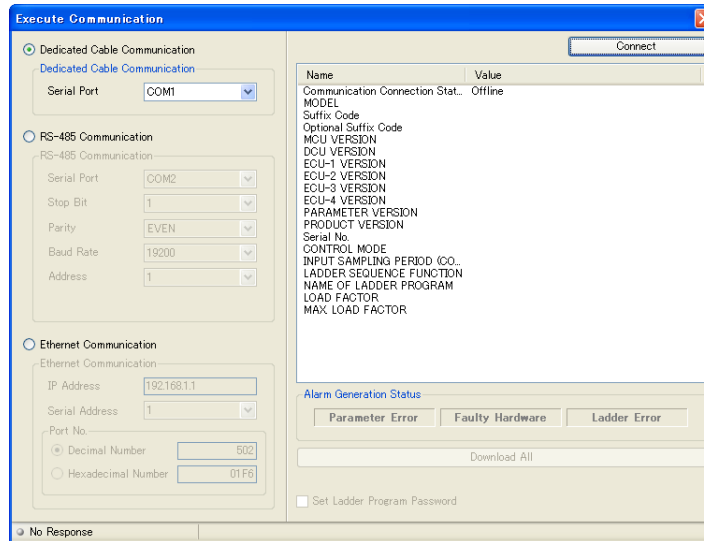 Execute Communication
Dedicated Cable Communication
Dedicated Cable Communication
Serial Port COM1
RS-485 Communication
RS-485 Communication
Serial Port COM2
Stop Bit 1
Parity EVEN
Baud Rate 19200
Address 1
Ethernet Communication
Ethernet Communication
IP Address 192.168.1.1
Serial Address 1
Port No.
Decimal Number 502
Hexadecimal Number 01F6
Connect
Name Value
Communication Connection Stat... Offline
MODEL
Suffix Code
Optional Suffix Code
MCU VERSION
DCU VERSION
ECU-1 VERSION
ECU-2 VERSION
ECU-3 VERSION
ECU-4 VERSION
PARAMETER VERSION
PRODUCT VERSION
Serial No.
CONTROL MODE
INPUT SAMPLING PERIOD (CO...
LADDER SEQUENCE FUNCTION
NAME OF LADDER PROGRAM
LOAD FACTOR
MAX. LOAD FACTOR
Alarm Generation Status
Parameter Error Faulty Hardware Ladder Error
Download All
Set Ladder Program Password
No Response